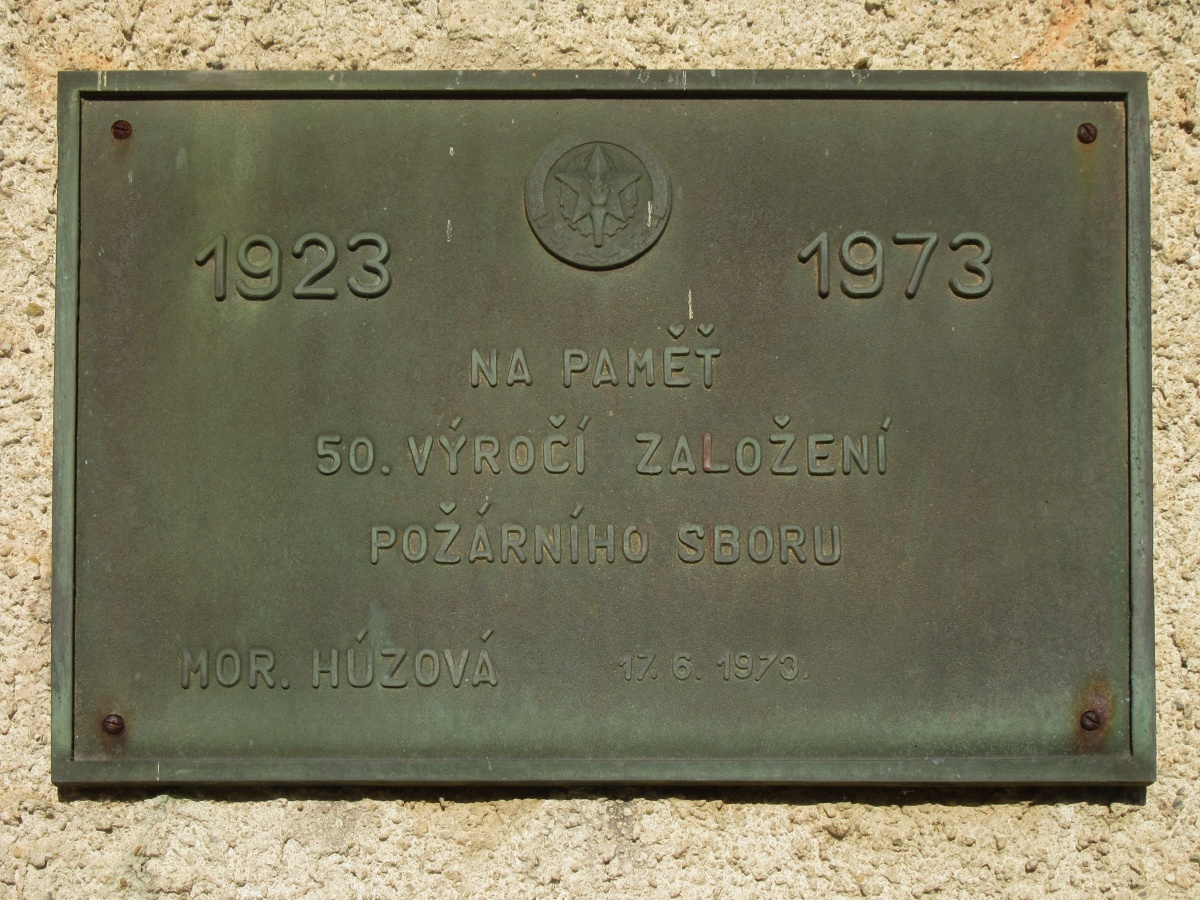 1923 1973
NA PAMĚŤ
50. VÝROČÍ ZALOŽENÍ
POŽÁRNÍHO SBORU
MOR. HÚZOVÁ 17. 6. 1973.